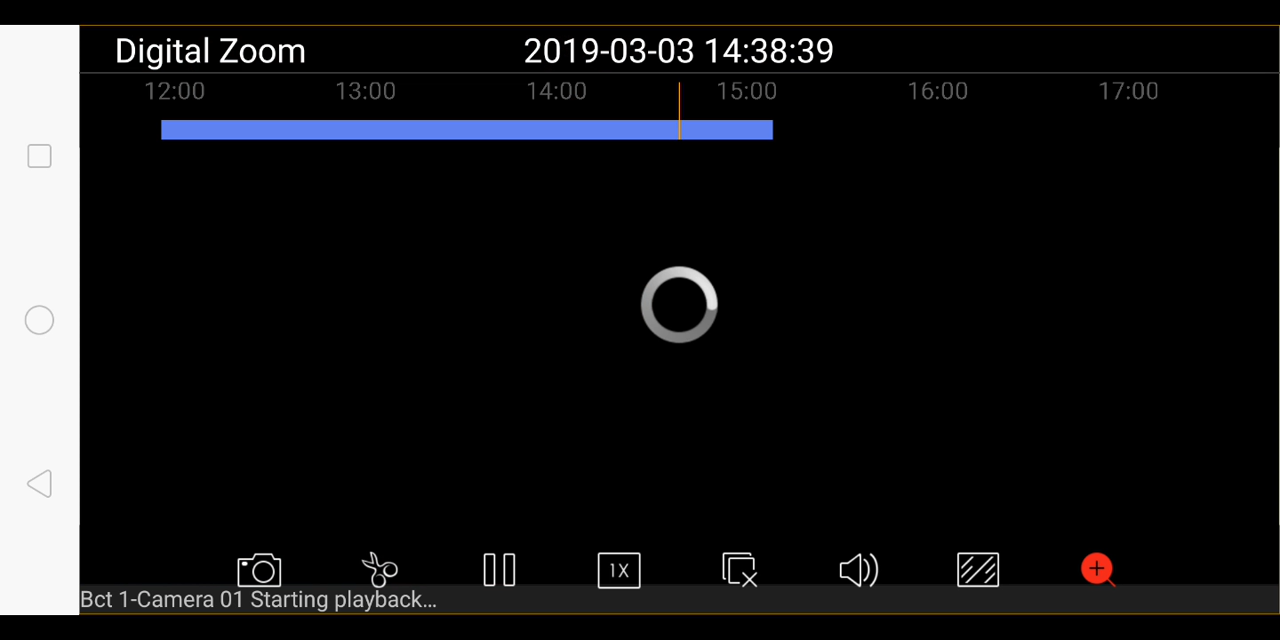 Digital Zoom 2019-03-03 14:38:39
12:00 13:00 14:00 15:00 16:00 17:00
1X
Bct 1-Camera 01 Starting playback...